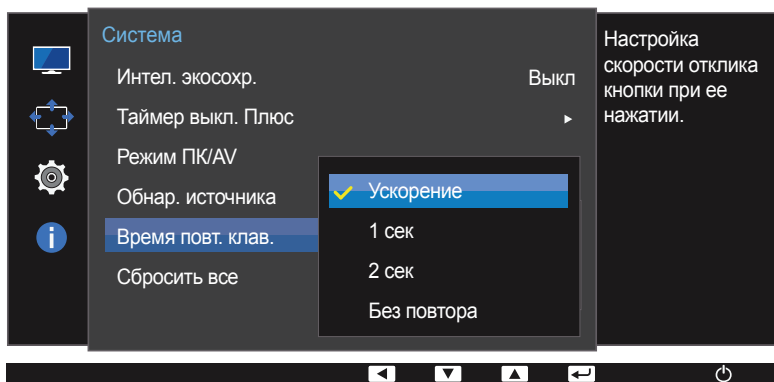 Система
Интел. экосохр. Выкл
Таймер выкл. Плюс
Режим ПК/AV
Обнар. источника
Время повт. клав.
Сбросить все
Ускорение
1 сек
2 сек
Без повтора
Настройка
скорости отклика
кнопки при ее
нажатии.